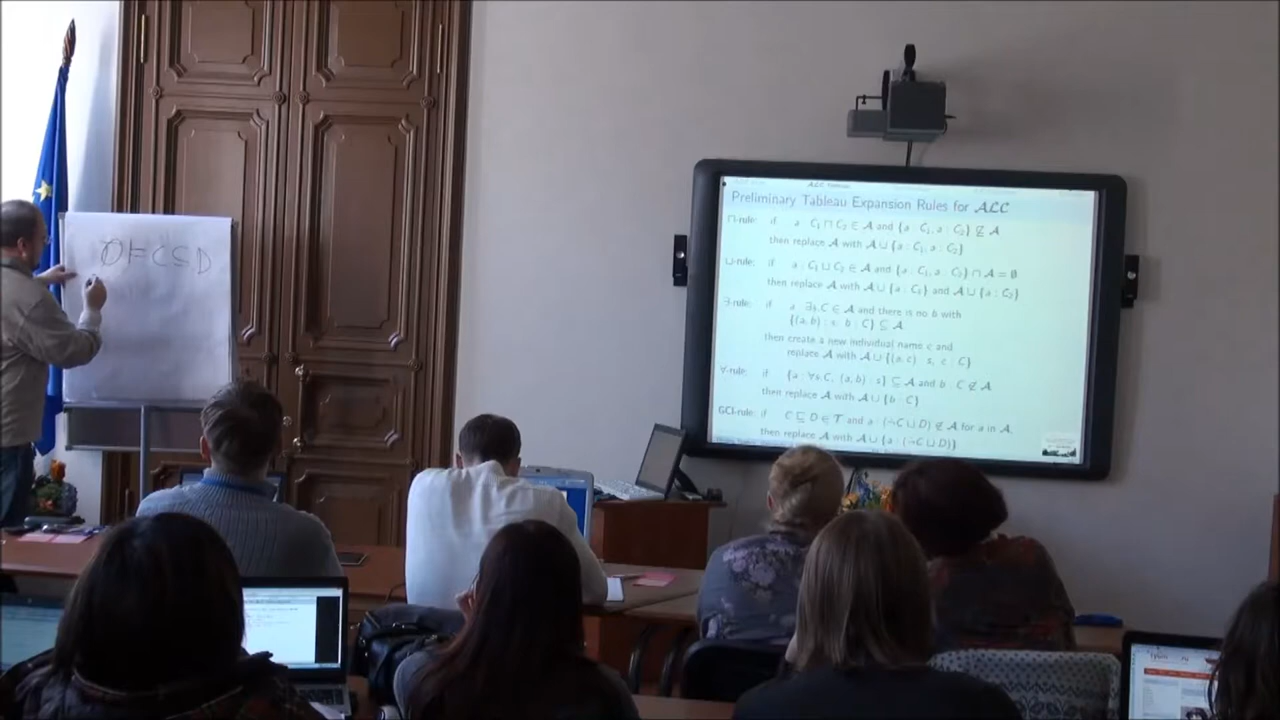 O ⊨ C ⊑ D
Preliminary Tableau Expansion Rules for ALC
⊓-rule: if a : C₁ ⊓ C₂ ∈ A and {a : C₁, a : C₂} ⊈ A
then replace A with A ∪ {a : C₁, a : C₂}
⊔-rule: if a : C₁ ⊔ C₂ ∈ A and {a : C₁, a : C₂} ∩ A = ∅
then replace A with A ∪ {a : C₁} and A ∪ {a : C₂}
∃-rule: if a : ∃s.C ∈ A and there is no b with
{(a, b) : s, b : C} ⊆ A
then create a new individual name c and
replace A with A ∪ {(a, c) : s, c : C}
∀-rule: if {a : ∀s.C, (a, b) : s} ⊆ A and b : C ∉ A
then replace A with A ∪ {b : C}
GCI-rule: if C ⊑ D ∈ T and a : (¬C ⊔ D) ∉ A for a in A,
then replace A with A ∪ {a : (¬C ⊔ D)}